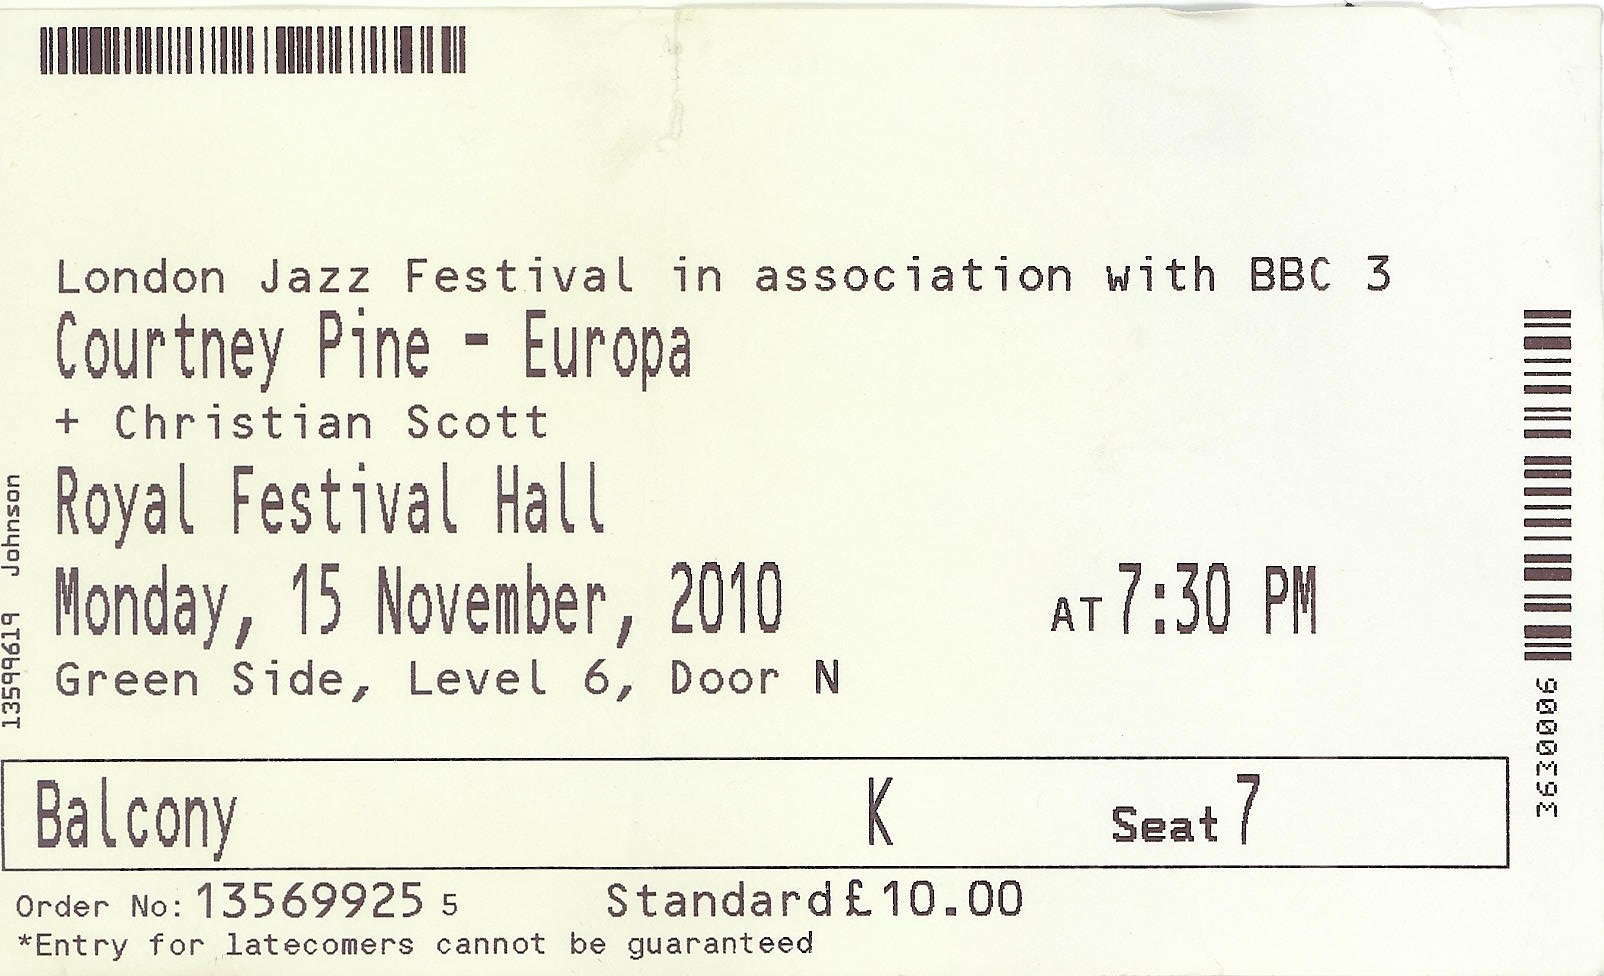 London Jazz Festival in association with BBC 3
Courtney Pine - Europa
+ Christian Scott
Royal Festival Hall
Monday, 15 November, 2010 AT 7:30 PM
Green Side, Level 6, Door N
Balcony K Seat 7
Order No: 13569925 5 Standard £10.00
*Entry for latecomers cannot be guaranteed
13599619 Johnson
3630006